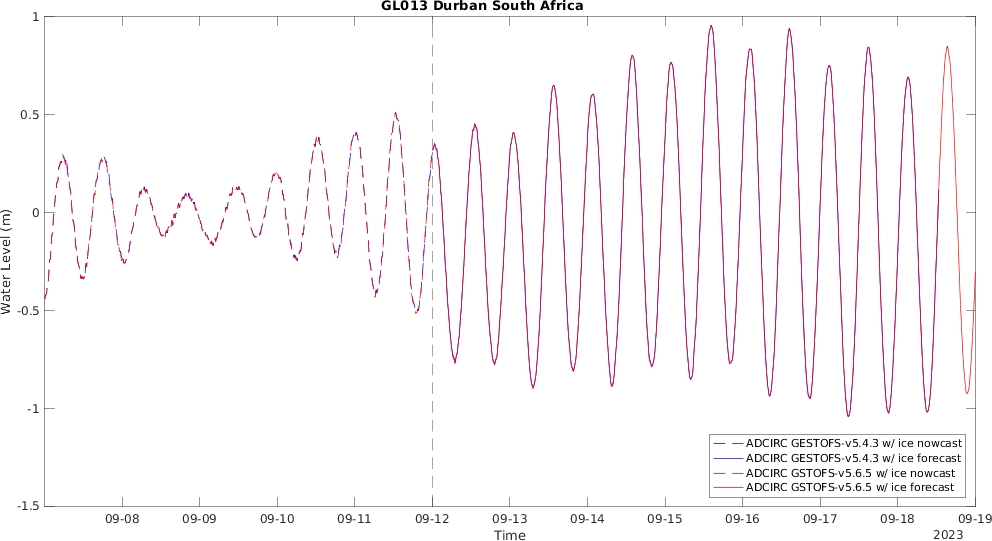 GL013 Durban South Africa
1
0.5
0
-0.5
-1
-1.5
Water Level (m)
ADCIRC GESTOFS-v5.4.3 w/ ice nowcast
ADCIRC GESTOFS-v5.4.3 w/ ice forecast
ADCIRC GSTOFS-v5.6.5 w/ ice nowcast
ADCIRC GSTOFS-v5.6.5 w/ ice forecast
09-08 09-09 09-10 09-11 09-12 09-13 09-14 09-15 09-16 09-17 09-18 09-19
Time
2023